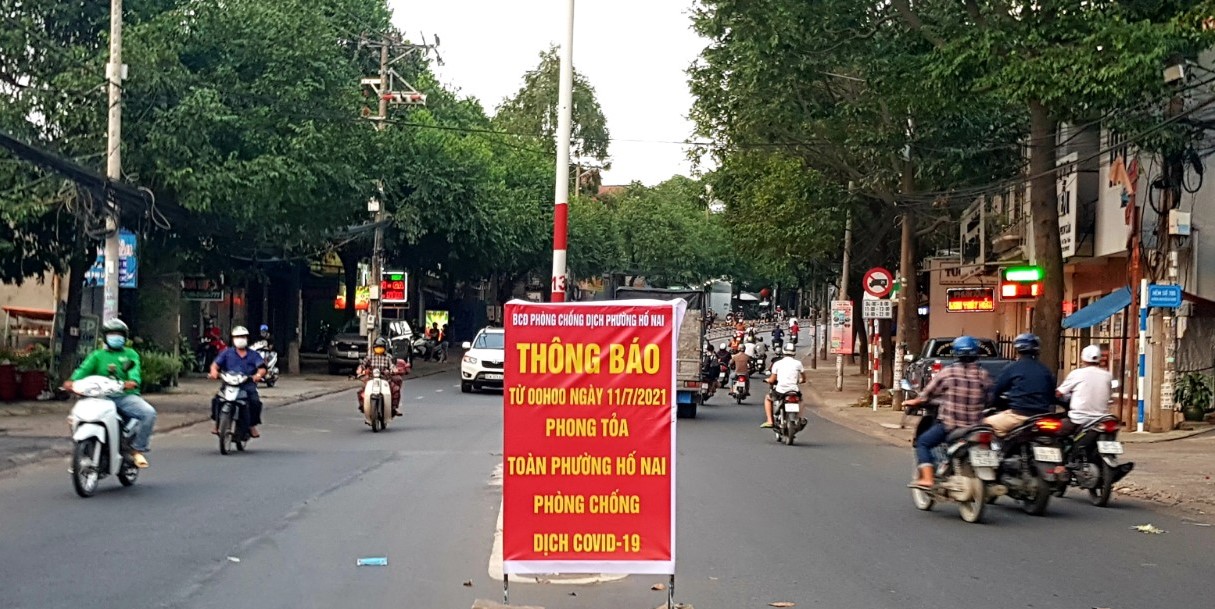 13
BCĐ PHÒNG CHỐNG DỊCH PHƯỜNG HỐ NAI
THÔNG BÁO
TỪ 00H00 NGÀY 11/7/2021
PHONG TỎA
TOÀN PHƯỜNG HỐ NAI
PHÒNG CHỐNG
DỊCH COVID-19